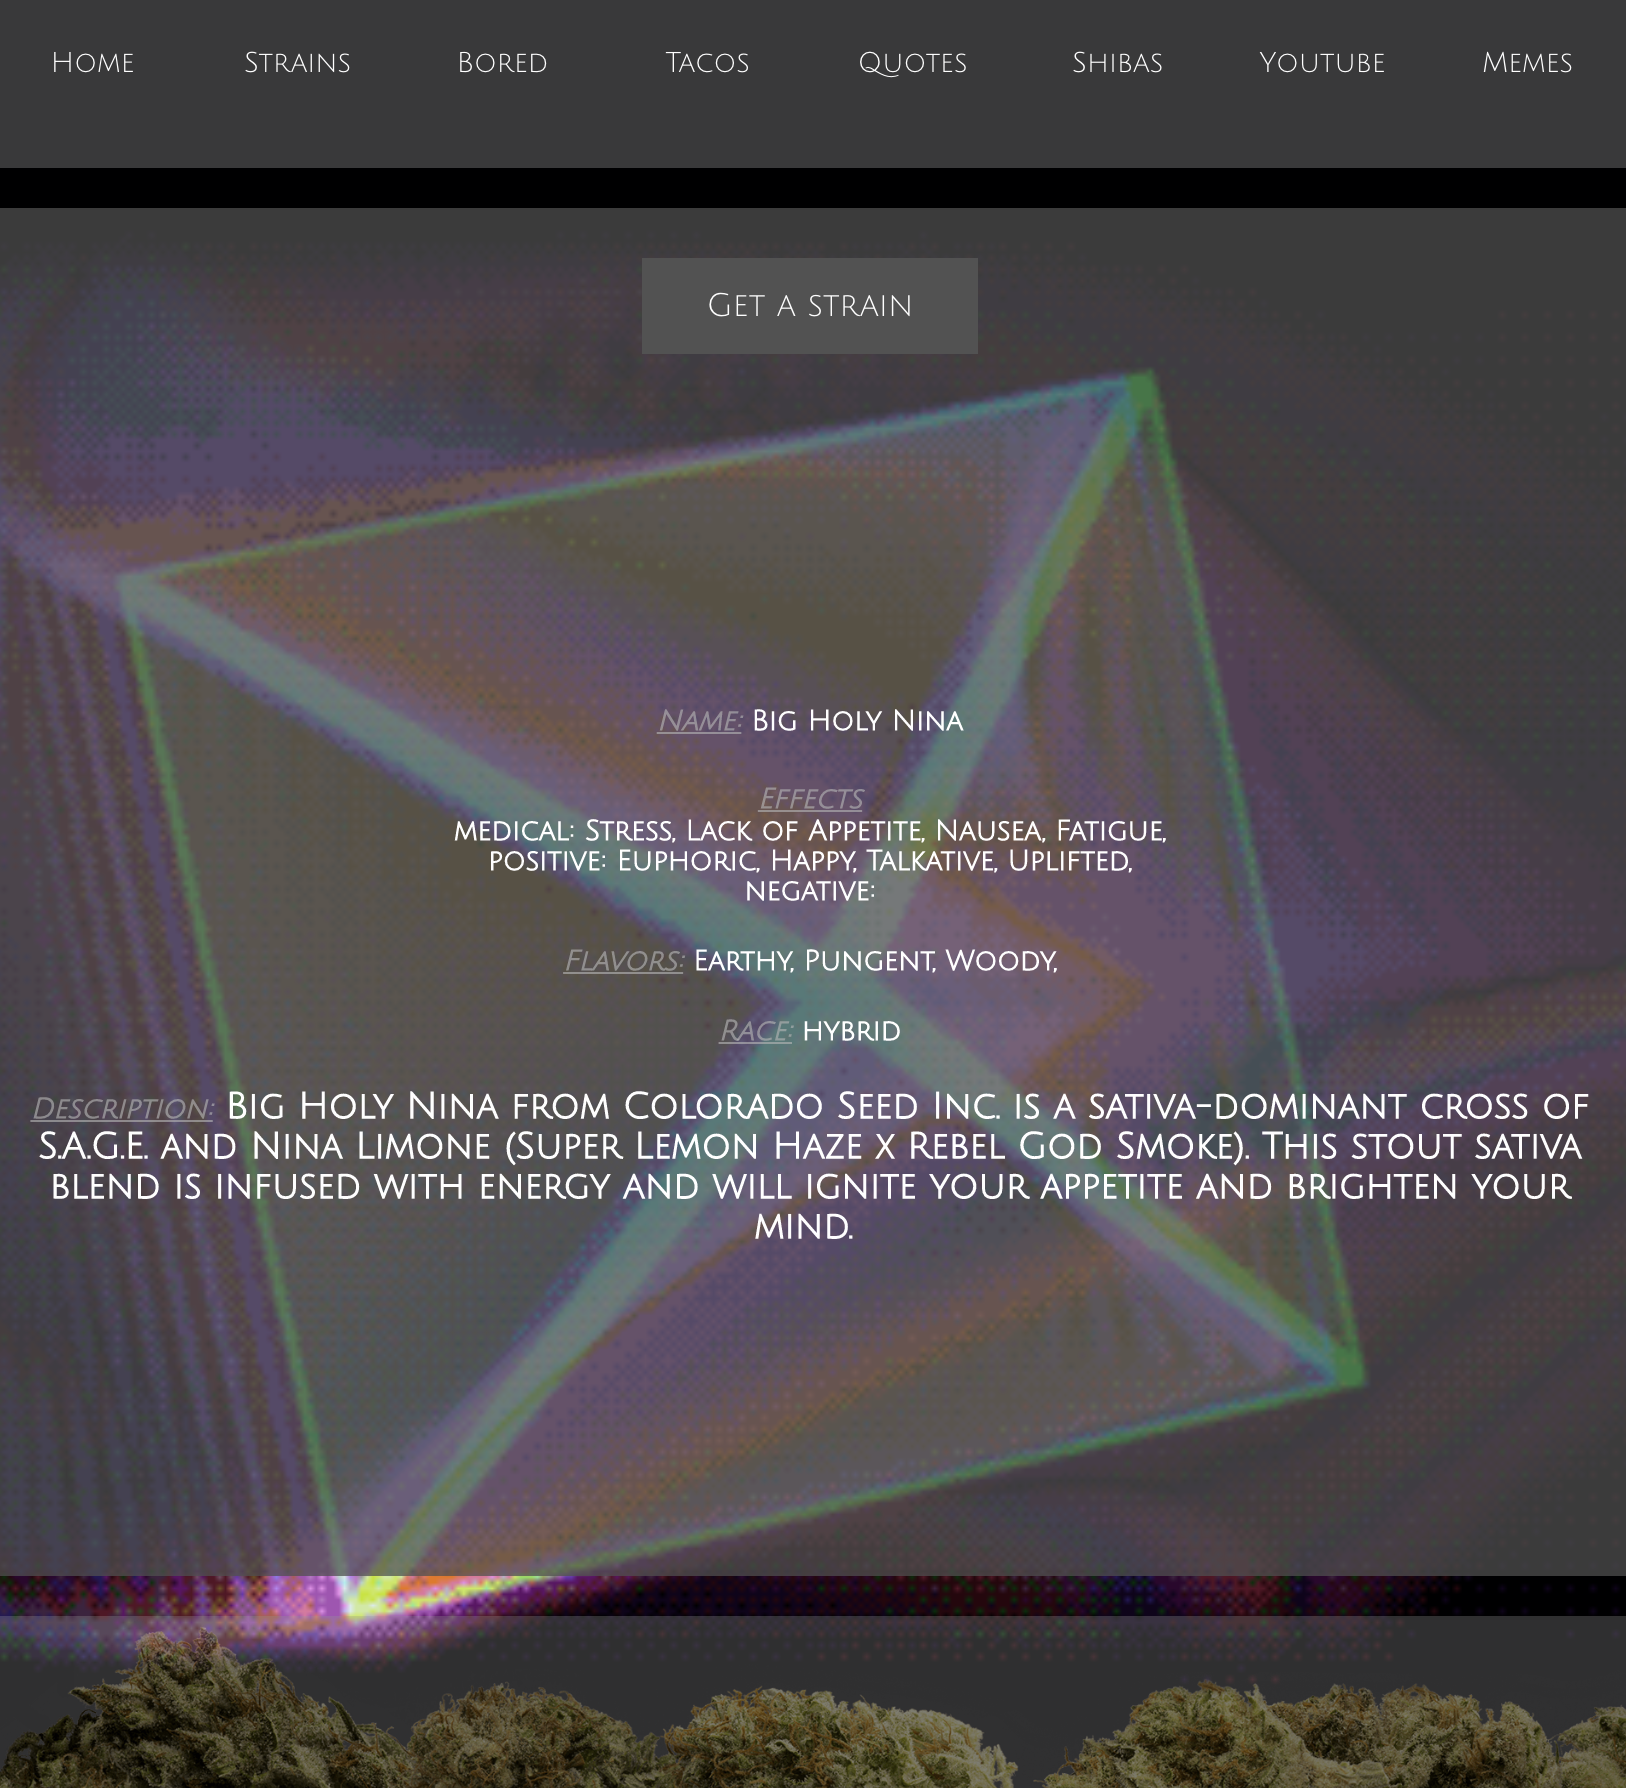 Home Strains Bored Tacos Quotes Shibas Youtube Memes
Get a strain
Name: Big Holy Nina
Effects
medical: Stress, Lack of Appetite, Nausea, Fatigue,
positive: Euphoric, Happy, Talkative, Uplifted,
negative:
Flavors: Earthy, Pungent, Woody,
Race: hybrid
Description: Big Holy Nina from Colorado Seed Inc. is a sativa-dominant cross of
S.A.G.E. and Nina Limone (Super Lemon Haze x Rebel God Smoke). This stout sativa
blend is infused with energy and will ignite your appetite and brighten your
mind.